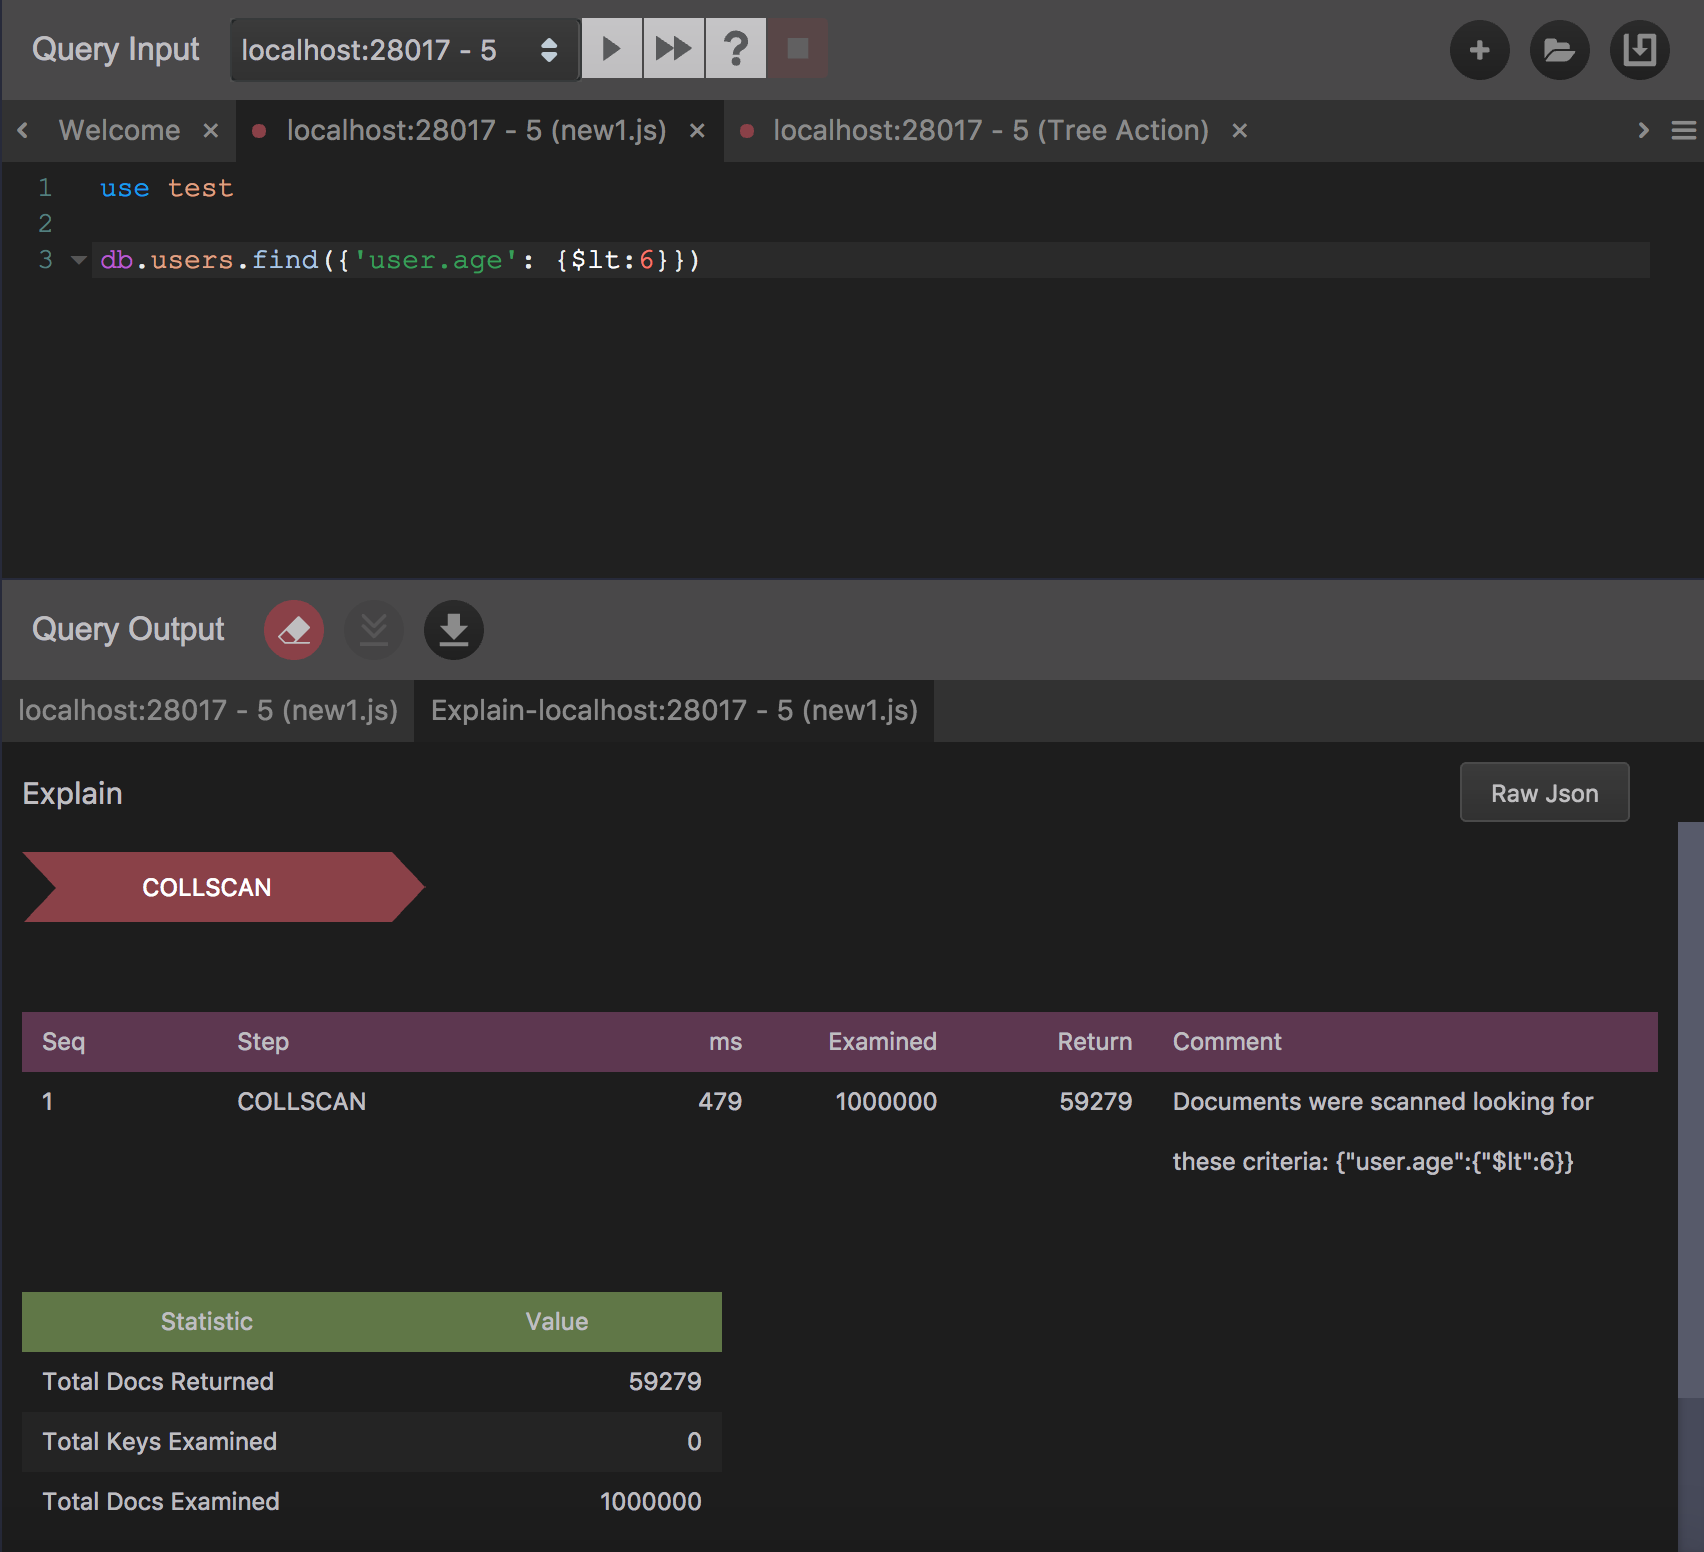 Query Input localhost:28017 - 5 ?
Welcome × localhost:28017 - 5 (new1.js) × localhost:28017 - 5 (Tree Action) ×
1 use test
2
3 db.users.find({'user.age': {$lt:6}})
Query Output
localhost:28017 - 5 (new1.js) Explain-localhost:28017 - 5 (new1.js)
Explain Raw Json
COLLSCAN
Seq Step ms Examined Return Comment
1 COLLSCAN 479 1000000 59279 Documents were scanned looking for
these criteria: {"user.age":{"$lt":6}}
Statistic Value
Total Docs Returned 59279
Total Keys Examined 0
Total Docs Examined 1000000